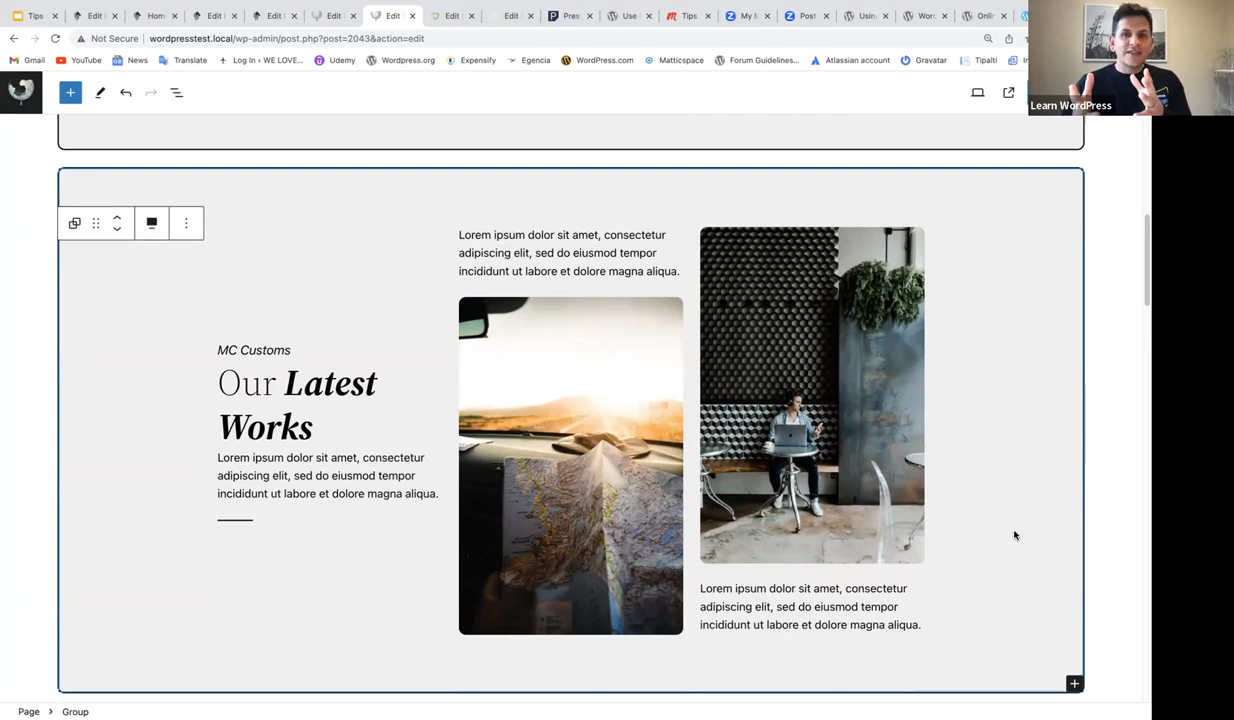 Tips
Edit
Hom
Edit
Edit
Edit
Edit
Edit
Edit
Pres
Use
Tips
My
Post
Usin
Wor
Onlin
Not Secure
wordpresstest.local/wp-admin/post.php?post=2043&action=edit
Gmail
YouTube
News
Translate
Log In ‹ WE LOVE...
Udemy
Wordpress.org
Expensify
Egencia
WordPress.com
Matticspace
Forum Guidelines...
Atlassian account
Gravatar
Tipalti
Learn WordPress
MC Customs
Our Latest
Works
Lorem ipsum dolor sit amet, consectetur
adipiscing elit, sed do eiusmod tempor
incididunt ut labore et dolore magna aliqua.
Lorem ipsum dolor sit amet, consectetur
adipiscing elit, sed do eiusmod tempor
incididunt ut labore et dolore magna aliqua.
Lorem ipsum dolor sit amet, consectetur
adipiscing elit, sed do eiusmod tempor
incididunt ut labore et dolore magna aliqua.
Page > Group